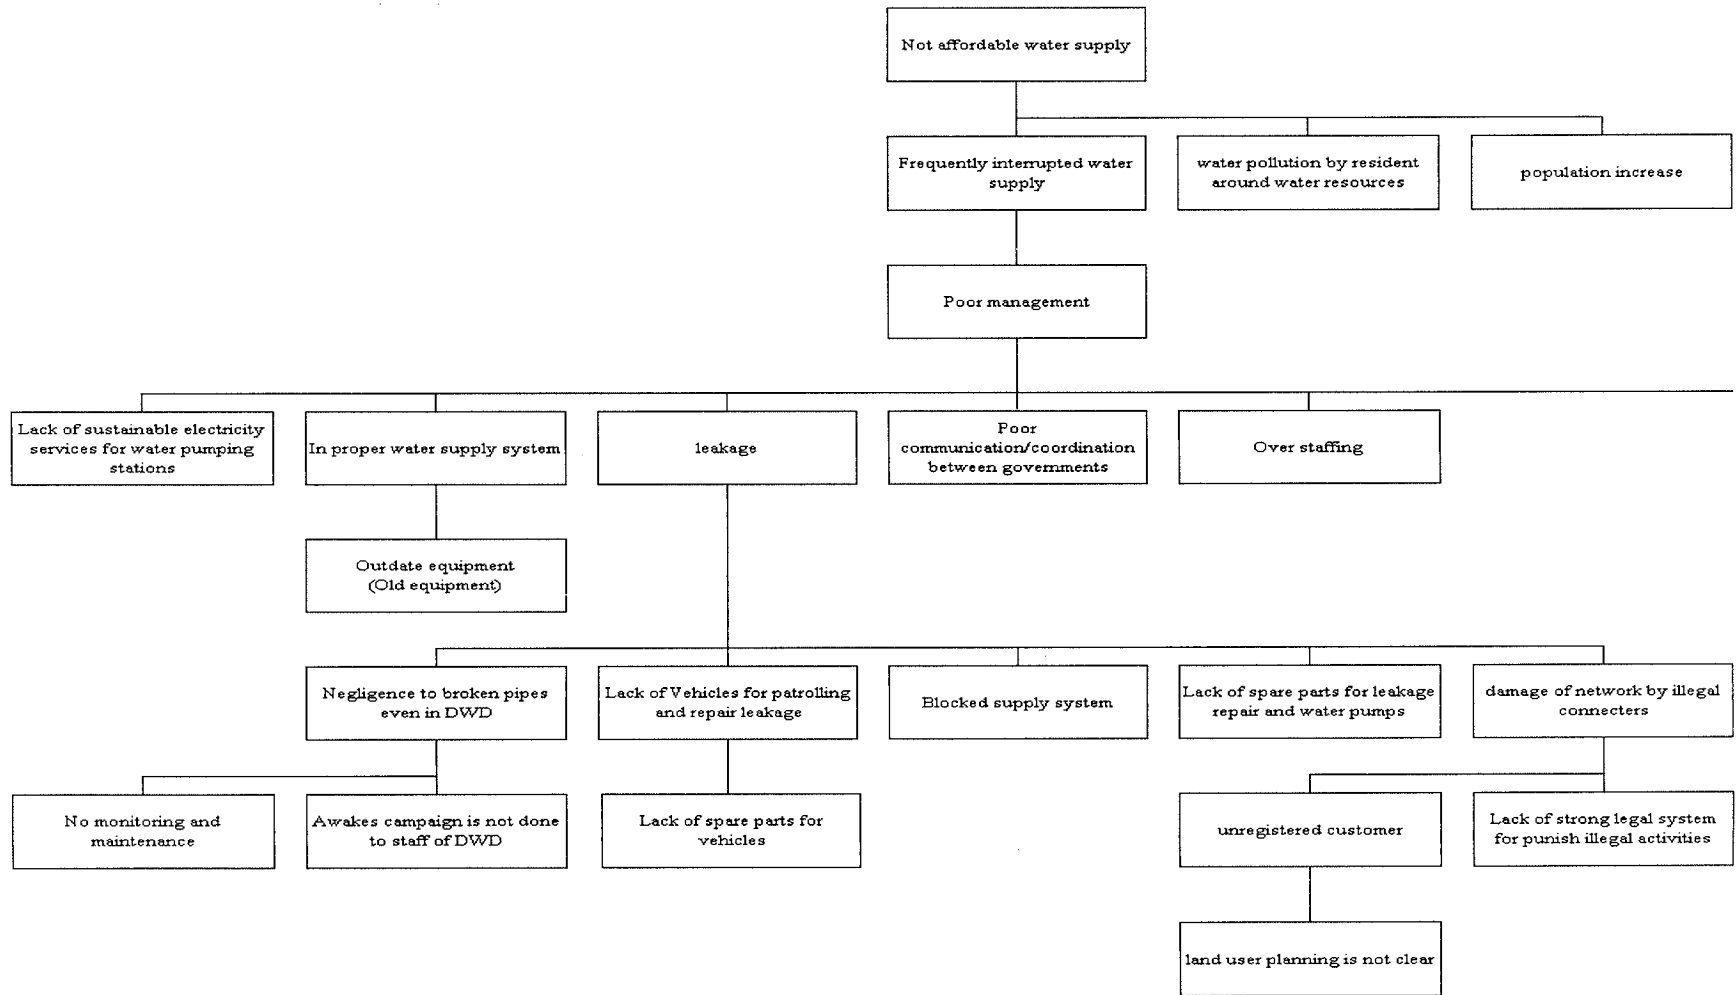 Not affordable water supply
Frequently interrupted water
supply
water pollution by resident
around water resources
population increase
Poor management
Lack of sustainable electricity
services for water pumping
stations
In proper water supply system
leakage
Poor
communication/coordination
between governments
Over staffing
Outdate equipment
(Old equipment)
Negligence to broken pipes
even in DWD
Lack of Vehicles for patrolling
and repair leakage
Blocked supply system
Lack of spare parts for leakage
repair and water pumps
damage of network by illegal
connecters
No monitoring and
maintenance
Awakes campaign is not done
to staff of DWD
Lack of spare parts for
vehicles
unregistered customer
Lack of strong legal system
for punish illegal activities
land user planning is not clear